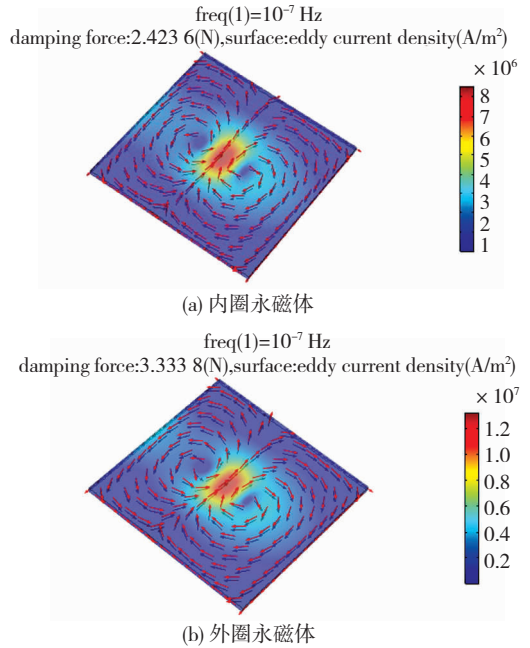 freq(1)=10⁻⁷ Hz
damping force:2.423 6(N),surface:eddy current density(A/m²)
× 10⁶
8
7
6
5
4
3
2
1
(a) 内圈永磁体
freq(1)=10⁻⁷ Hz
damping force:3.333 8(N),surface:eddy current density(A/m²)
× 10⁷
1.2
1.0
0.8
0.6
0.4
0.2
(b) 外圈永磁体